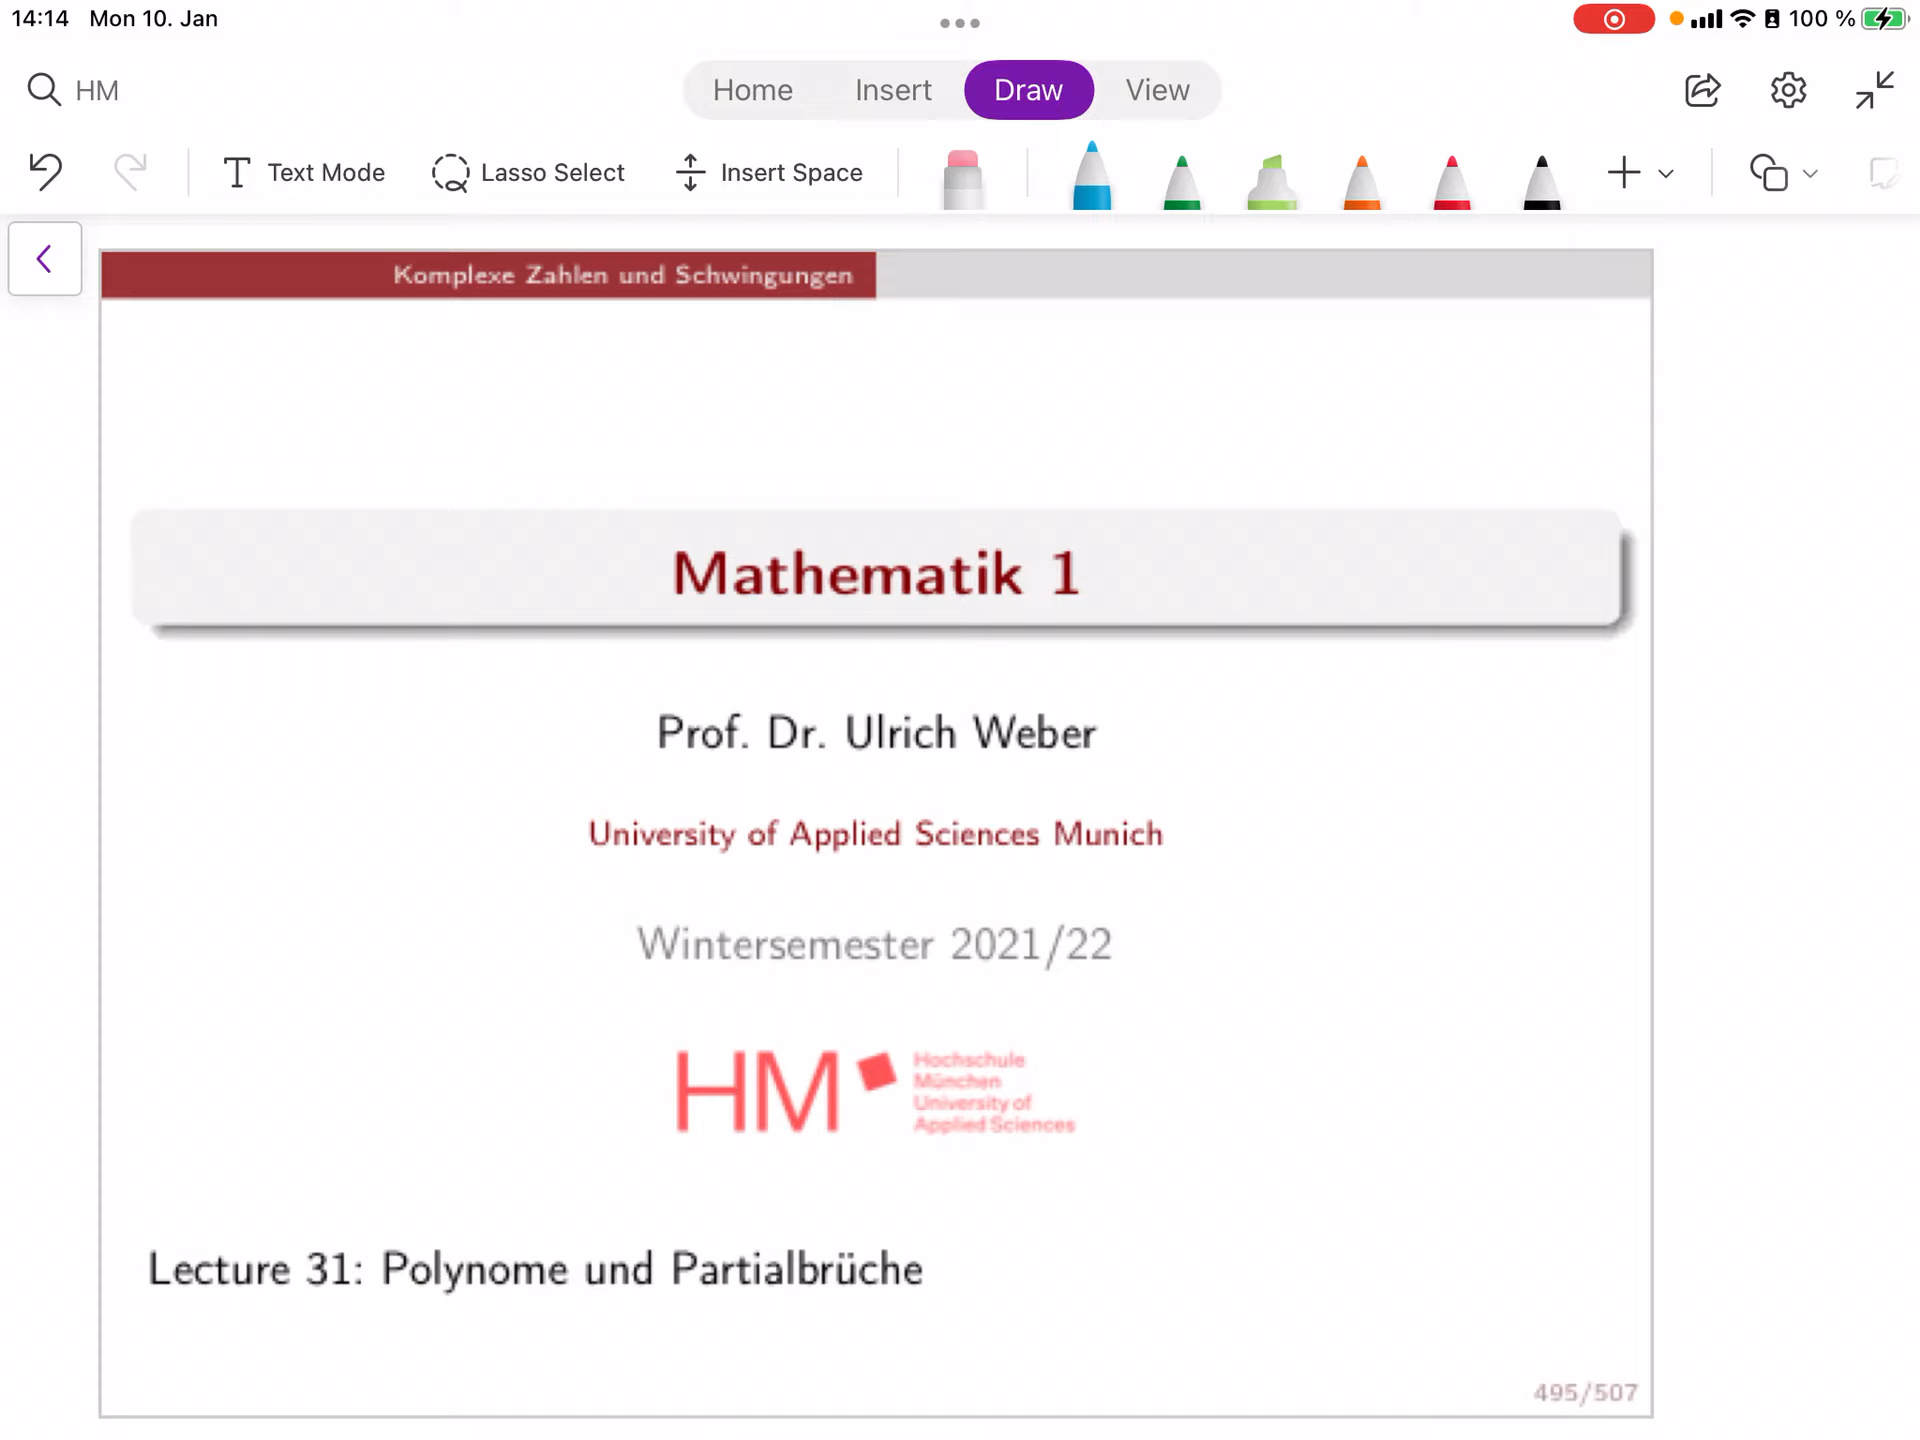 14:14 Mon 10. Jan
100 %
HM
Home Insert Draw View
Text Mode Lasso Select Insert Space
Komplexe Zahlen und Schwingungen
Mathematik 1
Prof. Dr. Ulrich Weber
University of Applied Sciences Munich
Wintersemester 2021/22
HM
Hochschule
München
University of
Applied Sciences
Lecture 31: Polynome und Partialbrüche
495/507